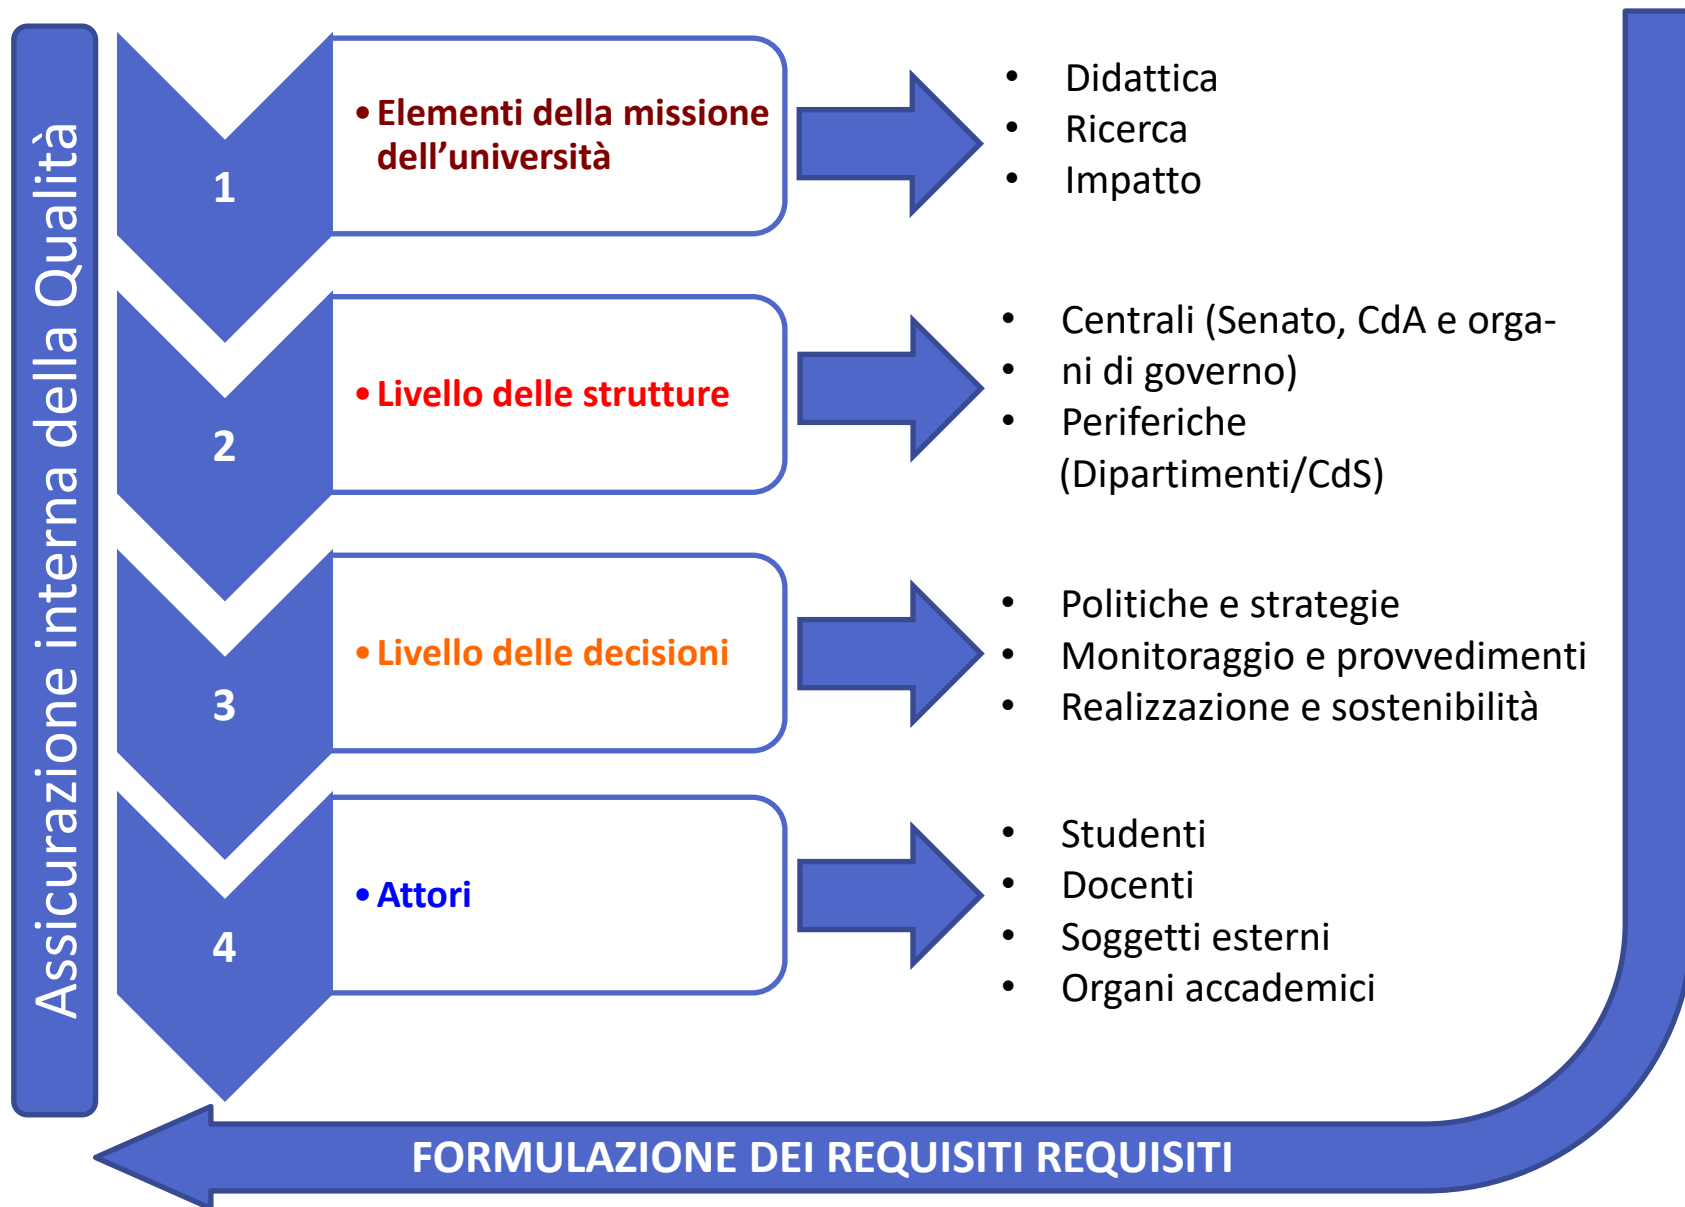 Assicurazione interna della Qualità
1
• Elementi della missione
dell’università
• Didattica
• Ricerca
• Impatto
2
• Livello delle strutture
• Centrali (Senato, CdA e orga-
• ni di governo)
• Periferiche
(Dipartimenti/CdS)
3
• Livello delle decisioni
• Politiche e strategie
• Monitoraggio e provvedimenti
• Realizzazione e sostenibilità
4
• Attori
• Studenti
• Docenti
• Soggetti esterni
• Organi accademici
FORMULAZIONE DEI REQUISITI REQUISITI